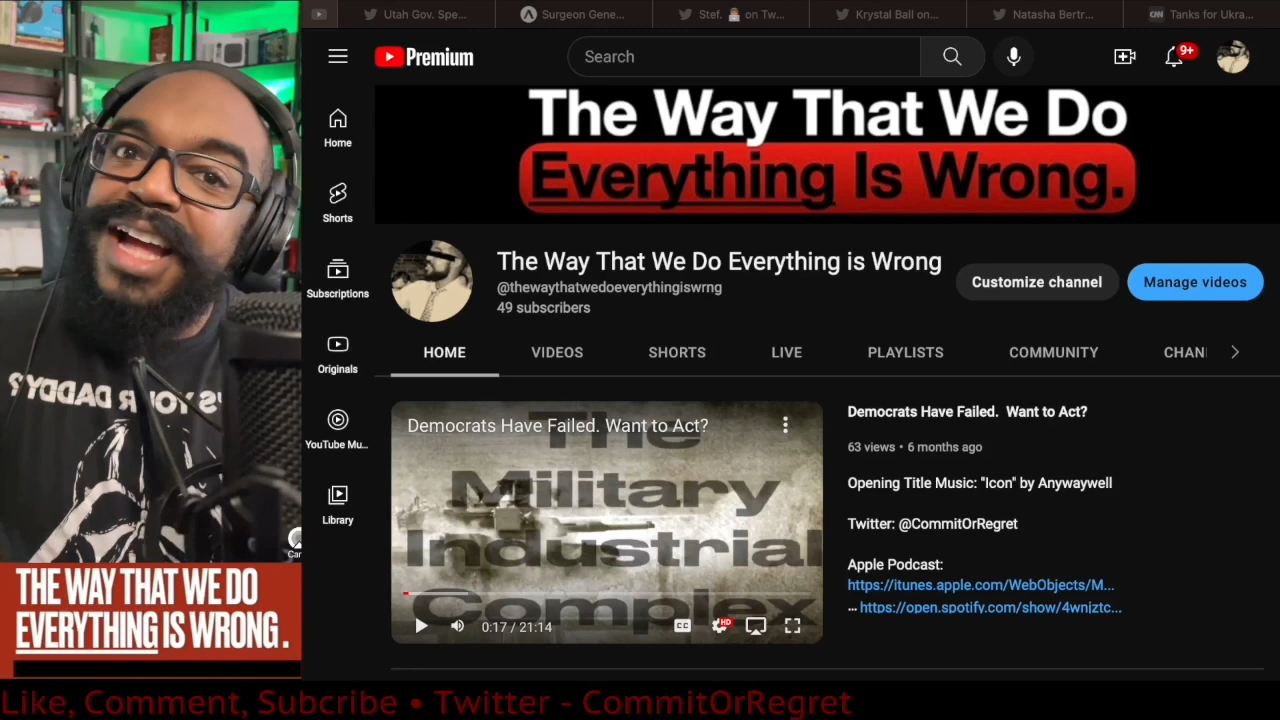 Utah Gov. Spe...
Surgeon Gene...
Stef. on Tw...
Krystal Ball on...
Natasha Bertr...
CNN
Tanks for Ukra...
Premium
Search
9+
Home
Shorts
Subscriptions
Originals
YouTube Mu...
Library
The Way That We Do
Everything Is Wrong.
The Way That We Do Everything is Wrong
@thewaythatwedoeverythingiswrng
49 subscribers
Customize channel
Manage videos
HOME
VIDEOS
SHORTS
LIVE
PLAYLISTS
COMMUNITY
CHAN
Democrats Have Failed. Want to Act?
The
Military
Industrial
Complex
0:17 / 21:14
CC
HD
Democrats Have Failed. Want to Act?
63 views • 6 months ago
Opening Title Music: "Icon" by Anywaywell
Twitter: @CommitOrRegret
Apple Podcast:
https://itunes.apple.com/WebObjects/M...
... https://open.spotify.com/show/4wnjztc...
'S YOUR DADDY?
Car
THE WAY THAT WE DO
EVERYTHING IS WRONG.
Like, Comment, Subcribe • Twitter - CommitOrRegret